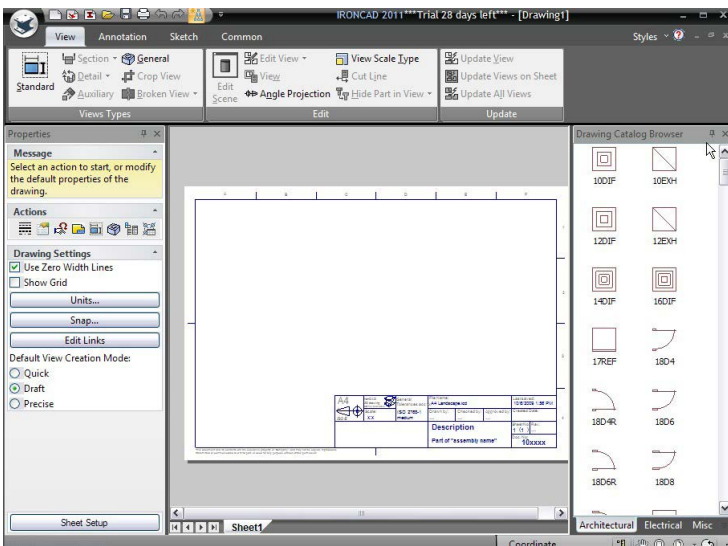 IRONCAD 2011***Trial 28 days left*** - [Drawing1]
View Annotation Sketch Common Styles
Standard
Section General
Detail Crop View
Auxiliary Broken View
Views Types
Edit Scene
Edit View View Scale Type
View Cut Line
Angle Projection Hide Part in View
Edit
Update View
Update Views on Sheet
Update All Views
Update
Properties
Message
Select an action to start, or modify
the default properties of the
drawing.
Actions
Drawing Settings
Use Zero Width Lines
Show Grid
Units...
Snap...
Edit Links
Default View Creation Mode:
Quick
Draft
Precise
Sheet Setup
A4
Description
Part of "assembly name"
10xxxx
Sheet1
Drawing Catalog Browser
10DIF 10EXH
12DIF 12EXH
14DIF 16DIF
17REF 18D4
18D4R 18D6
18D6R 18D8
Architectural Electrical Misc
Coordinate